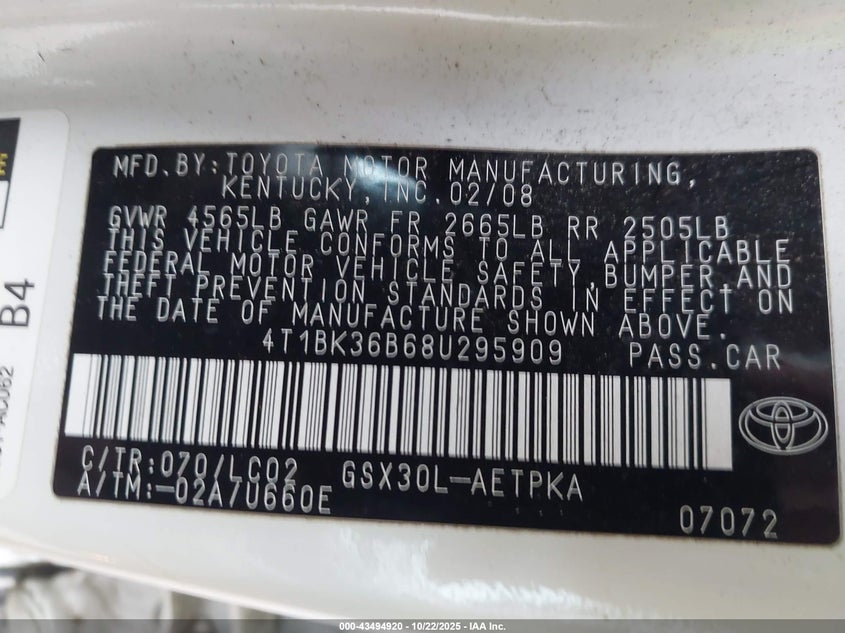 MFD.BY:TOYOTA MOTOR MANUFACTURING,
KENTUCKY,INC.02/08
GVWR 4565LB GAWR FR 2665LB RR 2505LB
THIS VEHICLE CONFORMS TO ALL APPLICABLE
FEDERAL MOTOR VEHICLE SAFETY,BUMPER,AND
THEFT PREVENTION STANDARDS IN EFFECT ON
THE DATE OF MANUFACTURE SHOWN ABOVE.
4T1BK36B68U295909 PASS.CAR
C/TR:070/LC02 GSX30L-AETPKA
A/TM:-02A/U660E
07072
B4
000-43494920 - 10/22/2025 - IAA Inc.